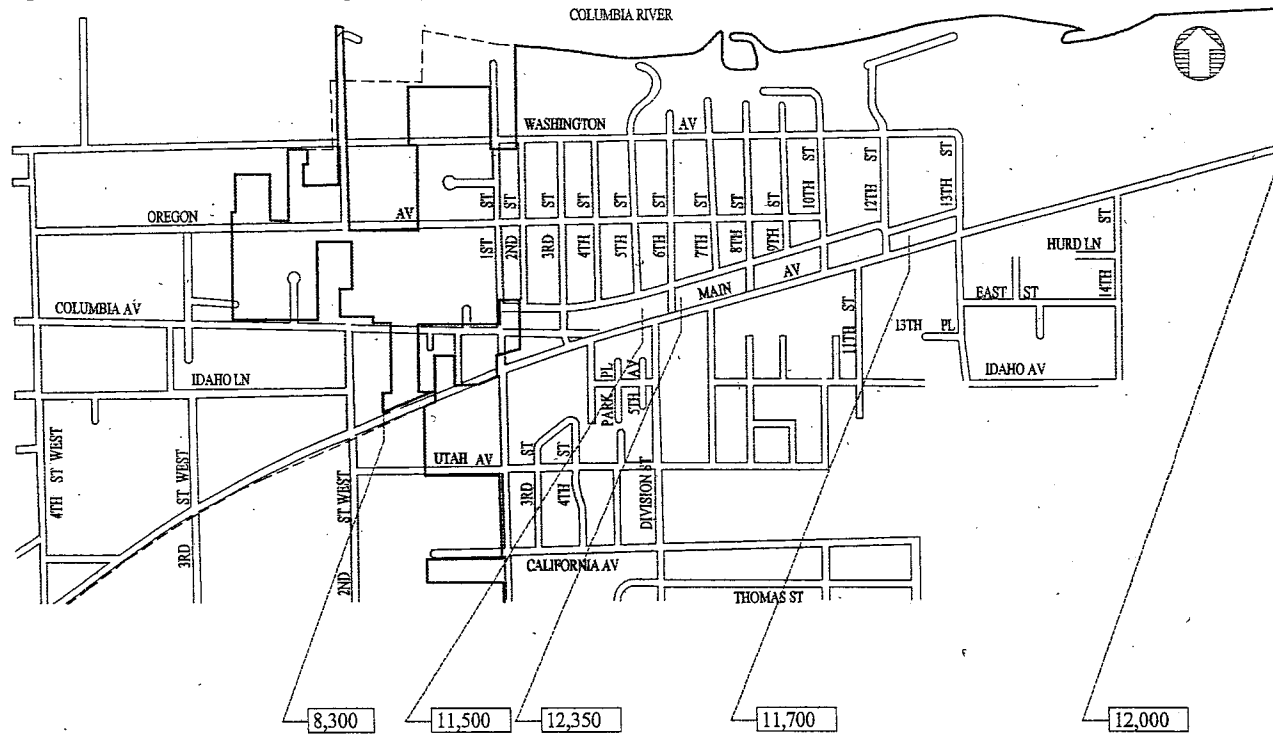 COLUMBIA RIVER
WASHINGTON AV
OREGON AV
1ST ST
2ND ST
3RD ST
4TH ST
5TH ST
6TH ST
7TH ST
8TH ST
9TH ST
10TH ST
12TH ST
13TH ST
HURD LN
14TH ST
EAST ST
MAIN AV
COLUMBIA AV
11TH ST
13TH PL
IDAHO AV
IDAHO LN
PARK PL
5TH AV
UTAH AV
4TH ST WEST
3RD ST WEST
2ND ST WEST
3RD ST
4TH ST
DIVISION ST
CALIFORNIA AV
THOMAS ST
8,300
11,500
12,350
11,700
12,000